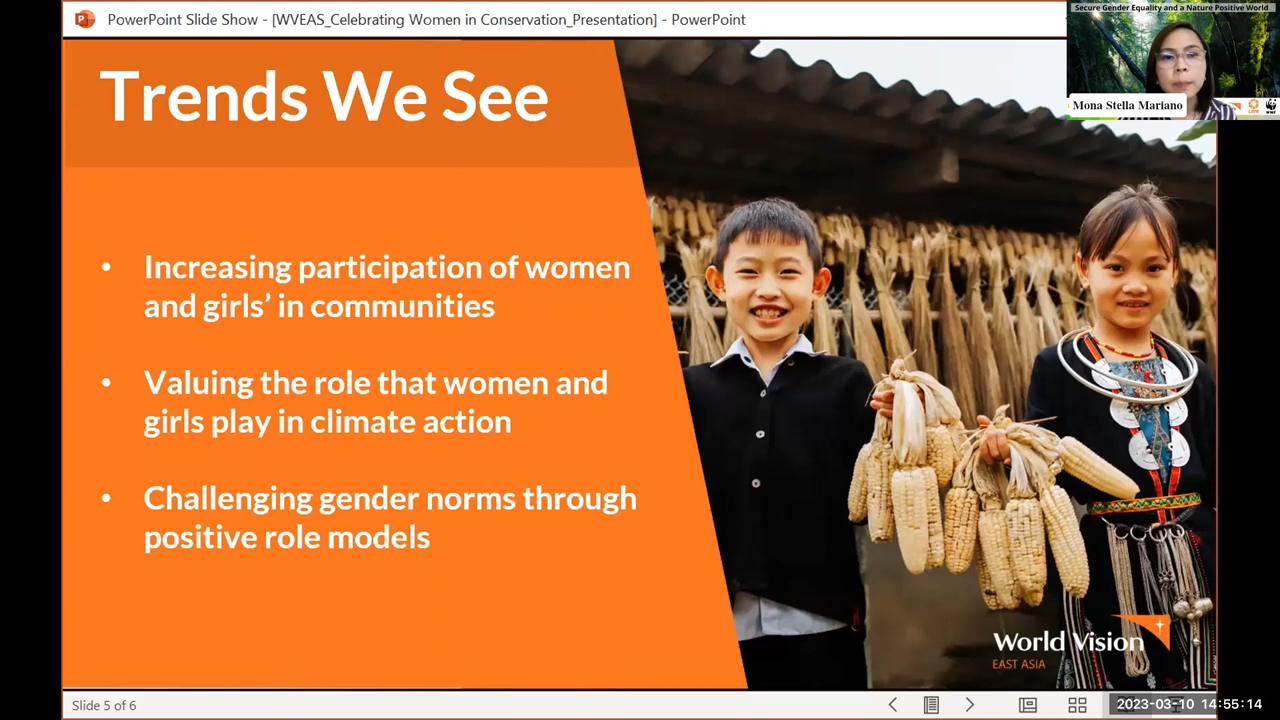 PowerPoint Slide Show - [WVEAS_Celebrating Women in Conservation_Presentation] - PowerPoint
Secure Gender Equality and a Nature Positive World
Mona Stella Mariano
Trends We See
• Increasing participation of women
and girls’ in communities
• Valuing the role that women and
girls play in climate action
• Challenging gender norms through
positive role models
World Vision
EAST ASIA
Slide 5 of 6
2023-03-10 14:55:14